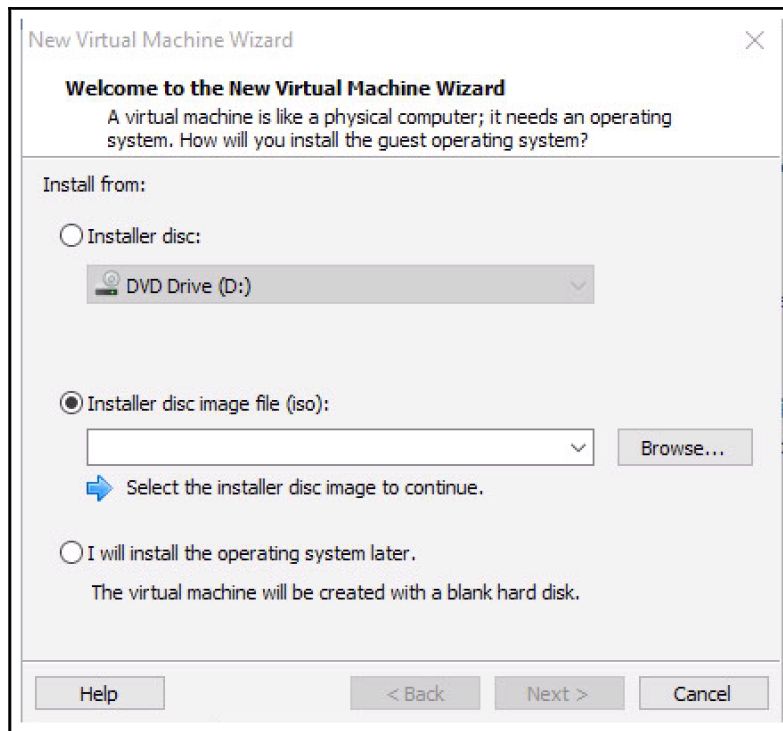 New Virtual Machine Wizard
Welcome to the New Virtual Machine Wizard
A virtual machine is like a physical computer; it needs an operating
system. How will you install the guest operating system?
Install from:
Installer disc:
DVD Drive (D:)
Installer disc image file (iso):
Browse...
Select the installer disc image to continue.
I will install the operating system later.
The virtual machine will be created with a blank hard disk.
Help < Back Next > Cancel